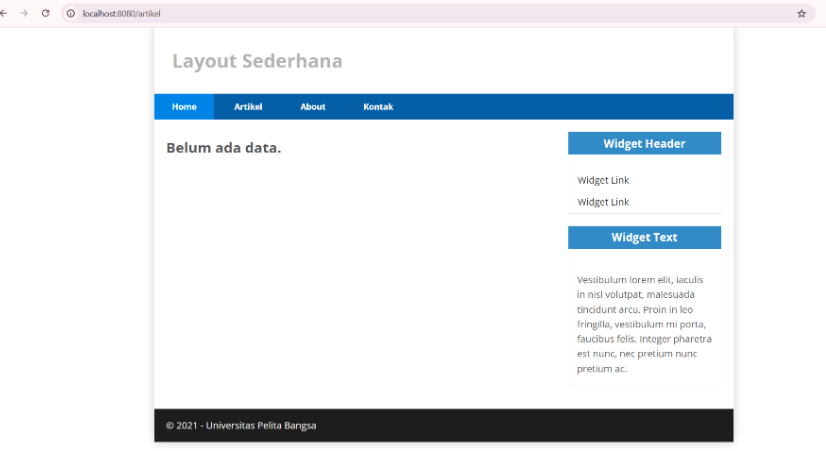 localhost:8080/artikel
Layout Sederhana
Home Artikel About Kontak
Belum ada data.
Widget Header
Widget Link
Widget Link
Widget Text
Vestibulum lorem elit, iaculis
in nisl volutpat, malesuada
tincidunt arcu. Proin in leo
fringilla, vestibulum mi porta,
faucibus felis. Integer pharetra
est nunc, nec pretium nunc
pretium ac.
© 2021 - Universitas Pelita Bangsa